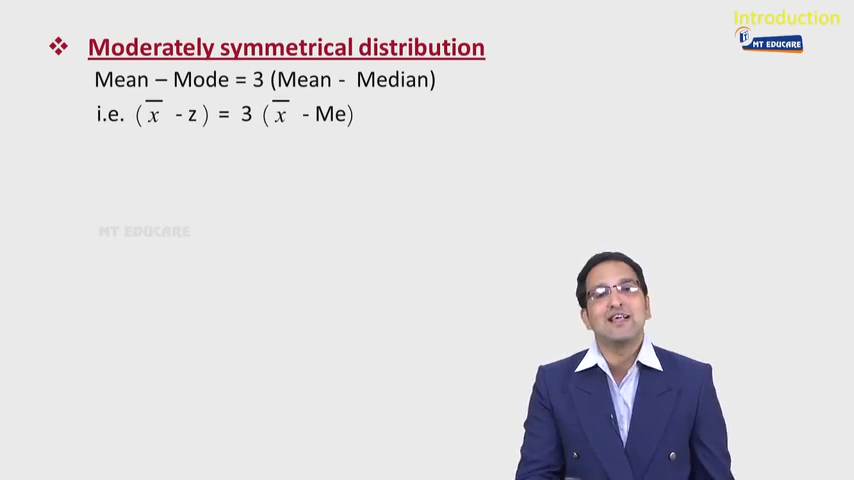 Introduction
MT EDUCARE
❖ Moderately symmetrical distribution
Mean – Mode = 3 (Mean - Median)
i.e. (x̅ - z) = 3 (x̅ - Me)
MT EDUCARE